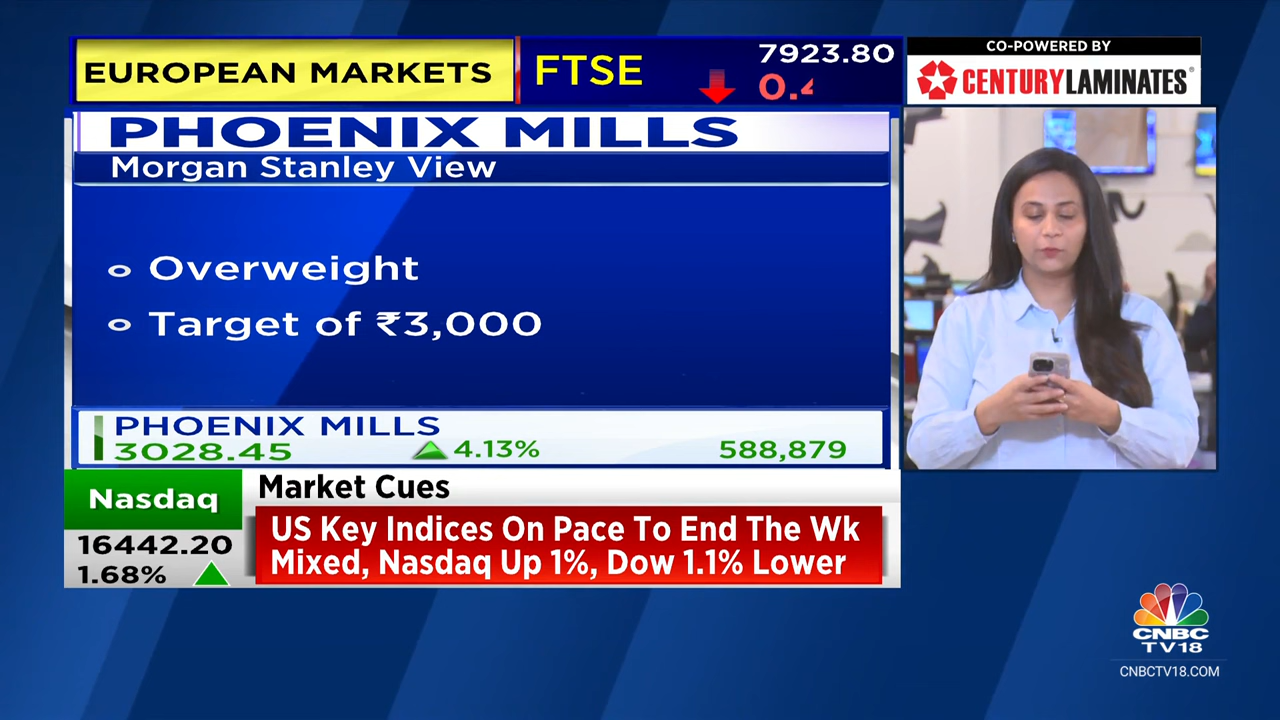 EUROPEAN MARKETS
FTSE
7923.80
0.4
CO-POWERED BY
CENTURYLAMINATES®
PHOENIX MILLS
Morgan Stanley View
Overweight
Target of ₹3,000
PHOENIX MILLS
3028.45
4.13%
588,879
Nasdaq
16442.20
1.68%
Market Cues
US Key Indices On Pace To End The Wk
Mixed, Nasdaq Up 1%, Dow 1.1% Lower
CNBC
TV18
CNBCTV18.COM